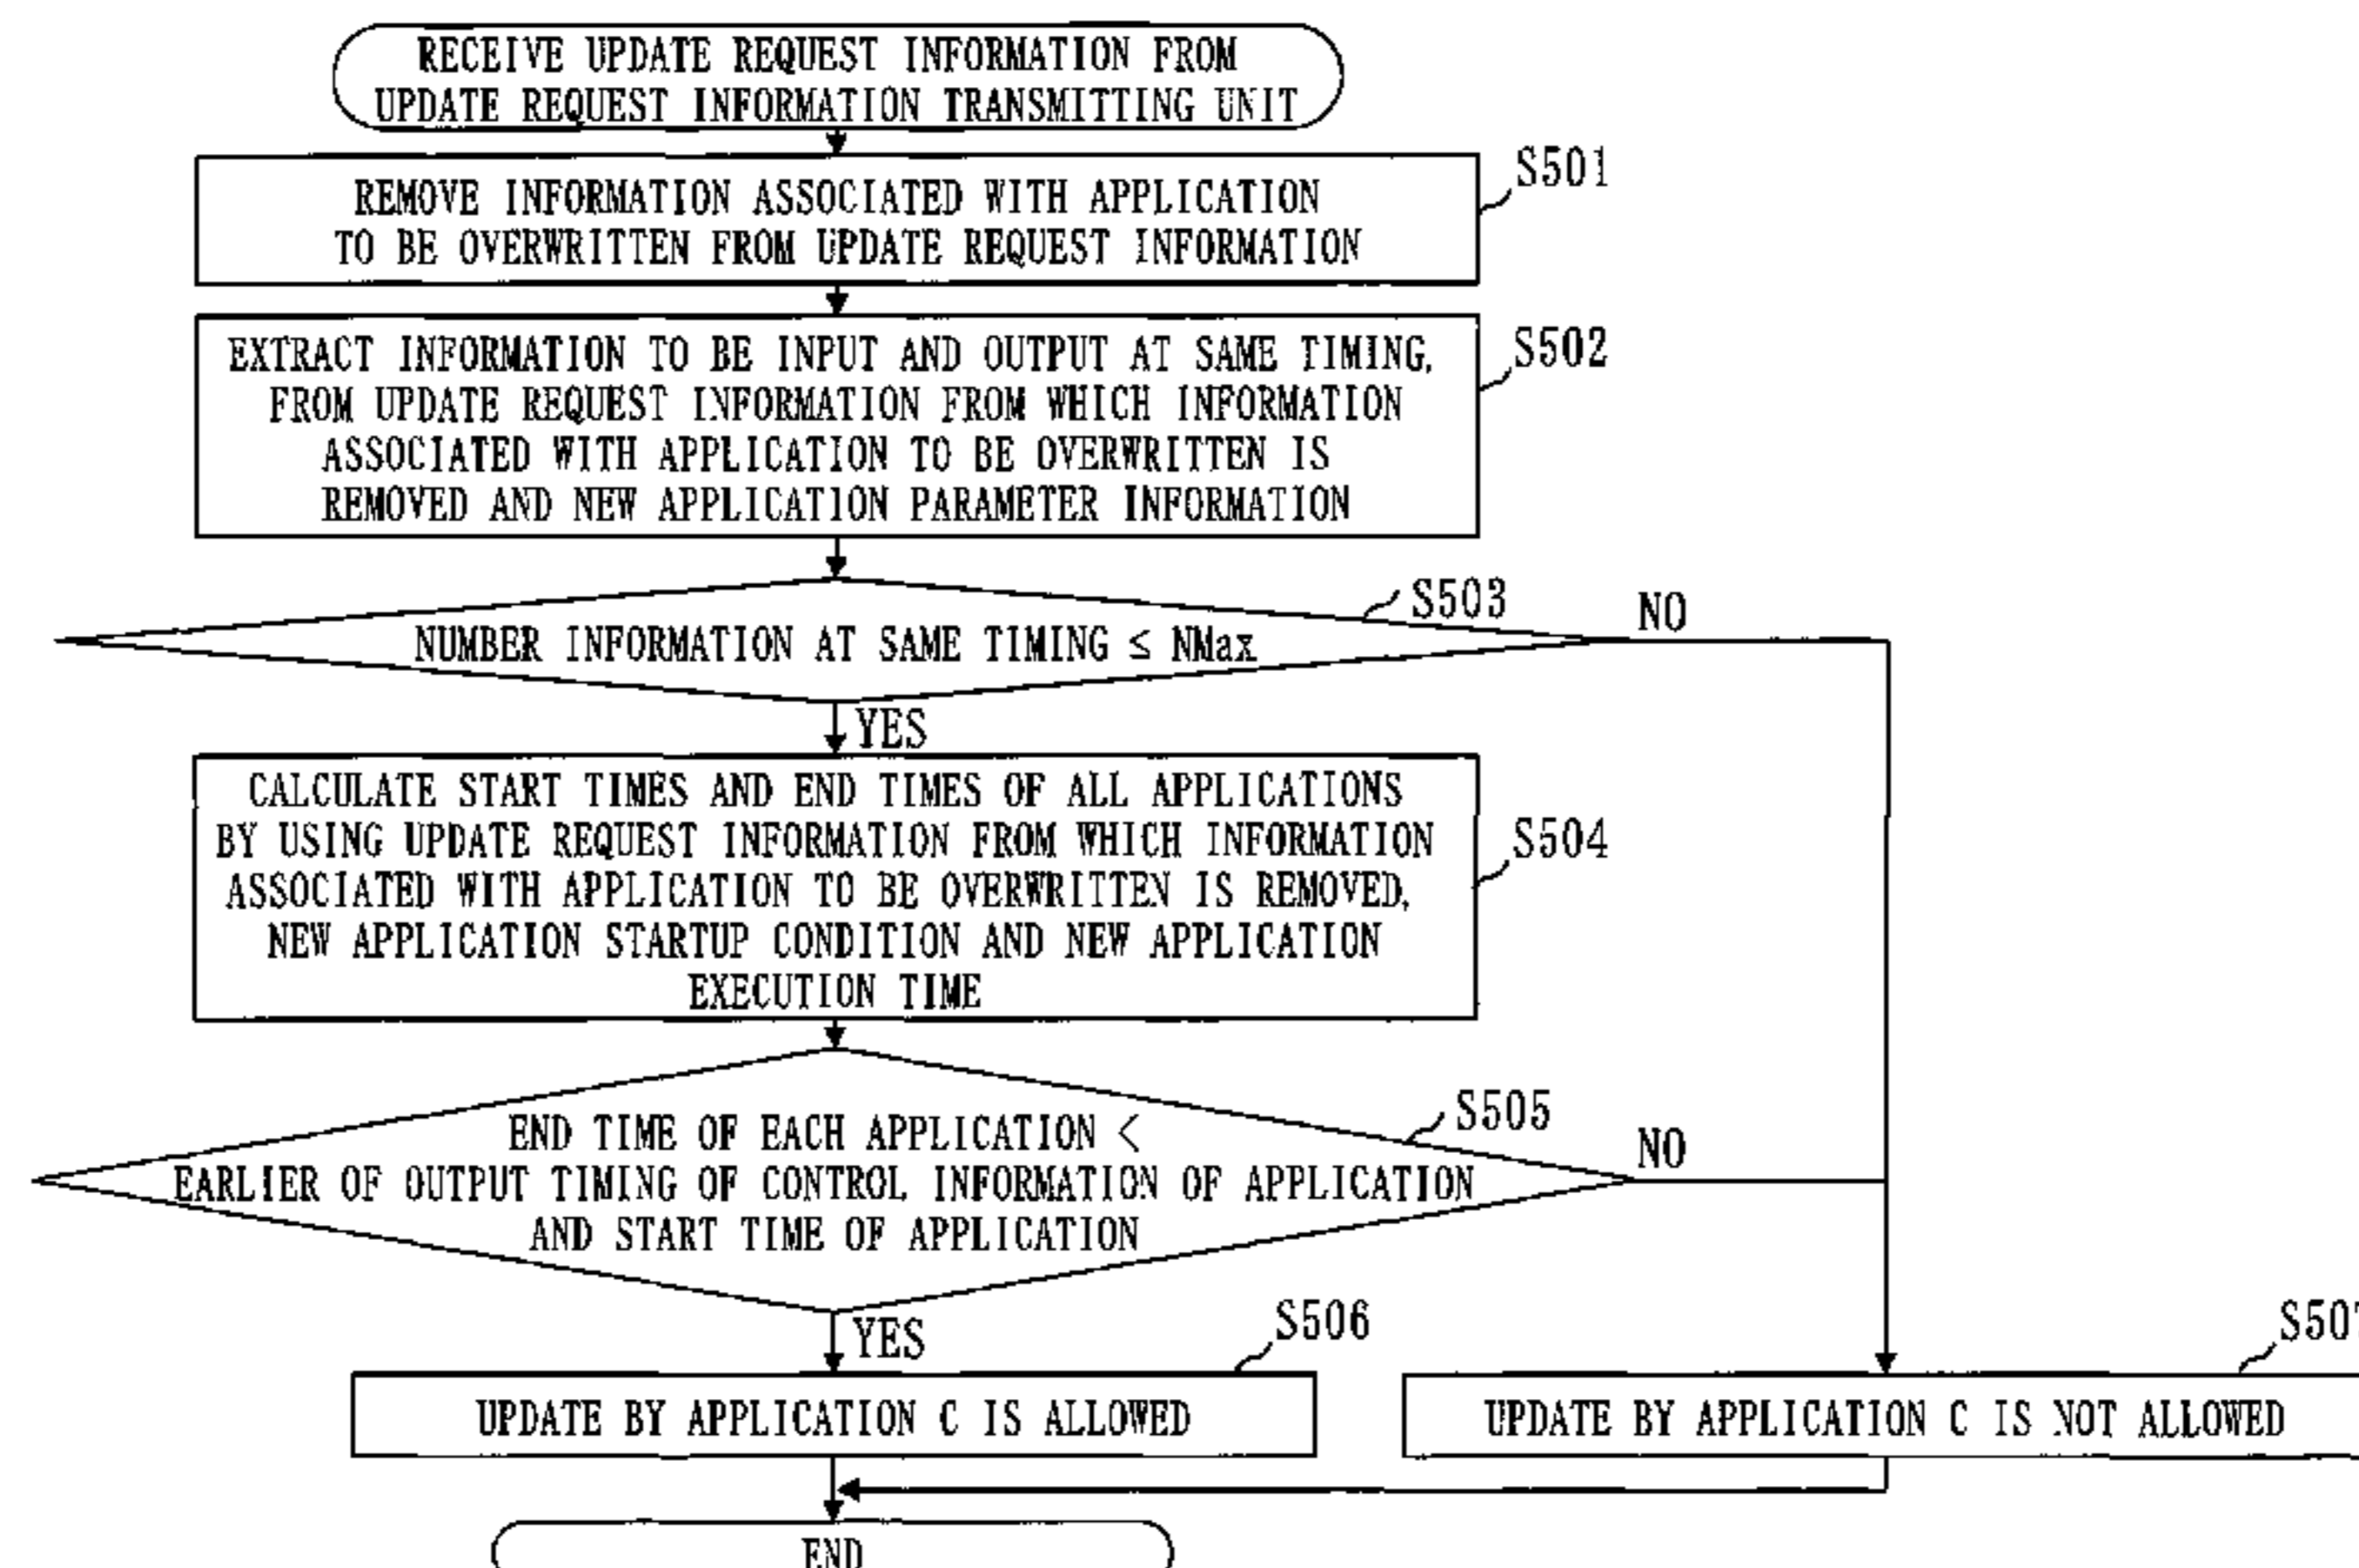 RECEIVE UPDATE REQUEST INFORMATION FROM
UPDATE REQUEST INFORMATION TRANSMITTING UNIT
S501
REMOVE INFORMATION ASSOCIATED WITH APPLICATION
TO BE OVERWRITTEN FROM UPDATE REQUEST INFORMATION
S502
EXTRACT INFORMATION TO BE INPUT AND OUTPUT AT SAME TIMING,
FROM UPDATE REQUEST INFORMATION FROM WHICH INFORMATION
ASSOCIATED WITH APPLICATION TO BE OVERWRITTEN IS
REMOVED AND NEW APPLICATION PARAMETER INFORMATION
S503
NO
NUMBER INFORMATION AT SAME TIMING ≤ NMax
YES
CALCULATE START TIMES AND END TIMES OF ALL APPLICATIONS
BY USING UPDATE REQUEST INFORMATION FROM WHICH INFORMATION
S504
ASSOCIATED WITH APPLICATION TO BE OVERWRITTEN IS REMOVED,
NEW APPLICATION STARTUP CONDITION AND NEW APPLICATION
EXECUTION TIME
S505
END TIME OF EACH APPLICATION <
NO
EARLIER OF OUTPUT TIMING OF CONTROL INFORMATION OF APPLICATION
AND START TIME OF APPLICATION
YES
S506
S507
UPDATE BY APPLICATION C IS ALLOWED
UPDATE BY APPLICATION C IS NOT ALLOWED
END